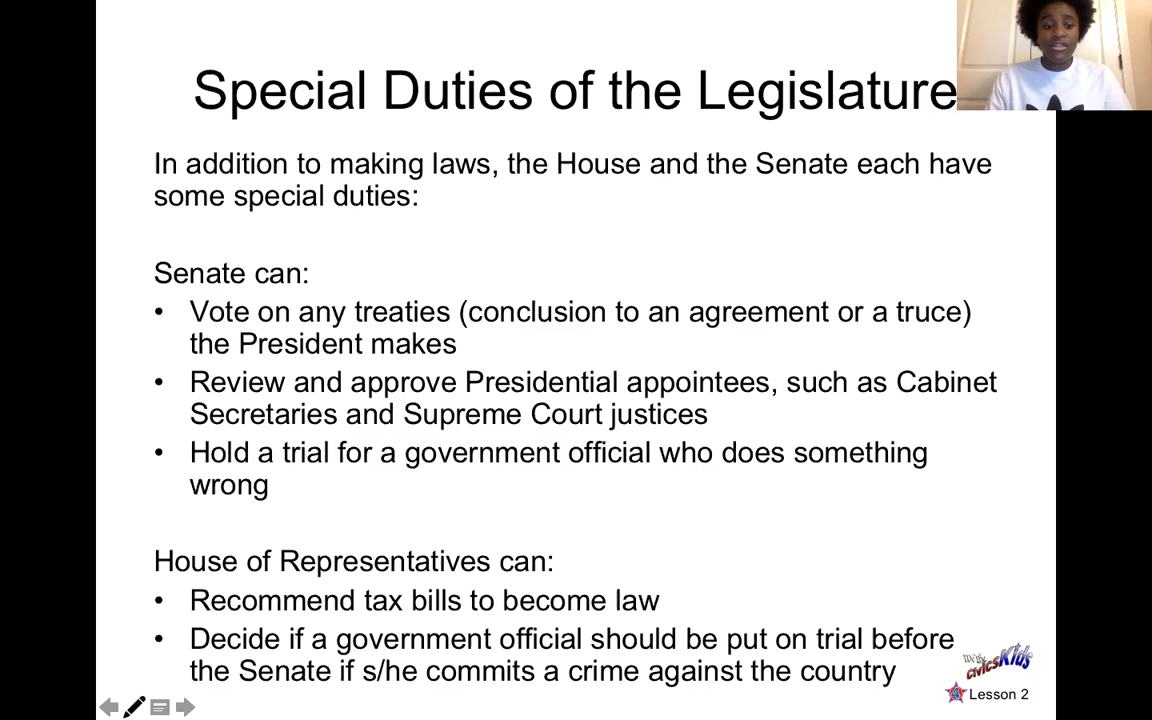 Special Duties of the Legislature
In addition to making laws, the House and the Senate each have
some special duties:
Senate can:
• Vote on any treaties (conclusion to an agreement or a truce)
the President makes
• Review and approve Presidential appointees, such as Cabinet
Secretaries and Supreme Court justices
• Hold a trial for a government official who does something
wrong
House of Representatives can:
• Recommend tax bills to become law
• Decide if a government official should be put on trial before
the Senate if s/he commits a crime against the country
civics Kids
4 Lesson 2